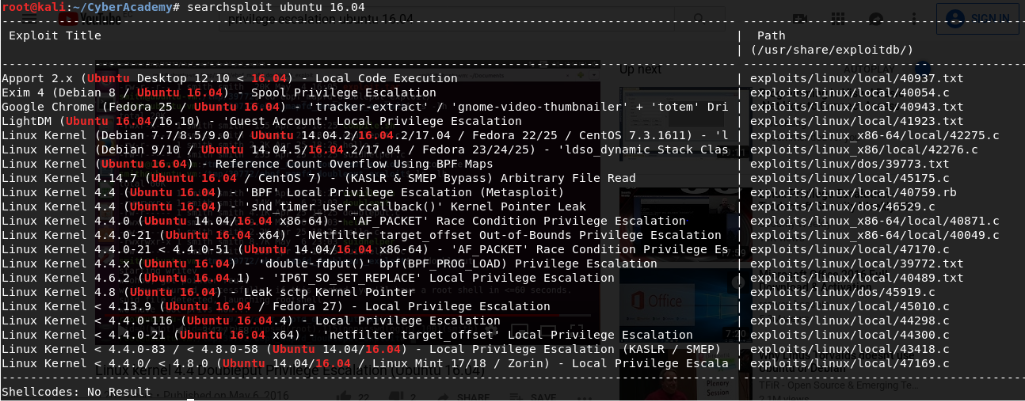 root@kali:~/CyberAcademy# searchsploit ubuntu 16.04
Exploit Title | Path
| (/usr/share/exploitdb/)
Apport 2.x (Ubuntu Desktop 12.10 < 16.04) - Local Code Execution | exploits/linux/local/40937.txt
Exim 4 (Debian 8 / Ubuntu 16.04) - Spool Privilege Escalation | exploits/linux/local/40054.c
Google Chrome (Fedora 25 / Ubuntu 16.04) - 'tracker-extract' / 'gnome-video-thumbnailer' + 'totem' Dri | exploits/linux/local/40943.txt
LightDM (Ubuntu 16.04/16.10) - 'Guest Account' Local Privilege Escalation | exploits/linux/local/41923.txt
Linux Kernel (Debian 7.7/8.5/9.0 / Ubuntu 14.04.2/16.04.2/17.04 / Fedora 22/25 / CentOS 7.3.1611) - 'l | exploits/linux_x86-64/local/42275.c
Linux Kernel (Debian 9/10 / Ubuntu 14.04.5/16.04.2/17.04 / Fedora 23/24/25) - 'ldso_dynamic Stack Clas | exploits/linux_x86/local/42276.c
Linux Kernel (Ubuntu 16.04) - Reference Count Overflow Using BPF Maps | exploits/linux/dos/39773.txt
Linux Kernel 4.14.7 (Ubuntu 16.04 / CentOS 7) - (KASLR & SMEP Bypass) Arbitrary File Read | exploits/linux/local/45175.c
Linux Kernel 4.4 (Ubuntu 16.04) - 'BPF' Local Privilege Escalation (Metasploit) | exploits/linux/local/40759.rb
Linux Kernel 4.4 (Ubuntu 16.04) - 'snd_timer_user_ccallback()' Kernel Pointer Leak | exploits/linux/dos/46529.c
Linux Kernel 4.4.0 (Ubuntu 14.04/16.04 x86-64) - 'AF_PACKET' Race Condition Privilege Escalation | exploits/linux_x86-64/local/40871.c
Linux Kernel 4.4.0-21 (Ubuntu 16.04 x64) - Netfilter target_offset Out-of-Bounds Privilege Escalation | exploits/linux_x86-64/local/40049.c
Linux Kernel 4.4.0-21 < 4.4.0-51 (Ubuntu 14.04/16.04 x86-64) - 'AF_PACKET' Race Condition Privilege Es | exploits/linux/local/47170.c
Linux Kernel 4.4.x (Ubuntu 16.04) - 'double-fdput()' bpf(BPF_PROG_LOAD) Privilege Escalation | exploits/linux/local/39772.txt
Linux Kernel 4.6.2 (Ubuntu 16.04.1) - 'IP6T_SO_SET_REPLACE' Local Privilege Escalation | exploits/linux/local/40489.txt
Linux Kernel 4.8 (Ubuntu 16.04) - Leak sctp Kernel Pointer | exploits/linux/dos/45919.c
Linux Kernel < 4.13.9 (Ubuntu 16.04 / Fedora 27) - Local Privilege Escalation | exploits/linux/local/45010.c
Linux Kernel < 4.4.0-116 (Ubuntu 16.04.4) - Local Privilege Escalation | exploits/linux/local/44298.c
Linux Kernel < 4.4.0-21 (Ubuntu 16.04 x64) - 'netfilter target_offset' Local Privilege Escalation | exploits/linux/local/44300.c
Linux Kernel < 4.4.0-83 / < 4.8.0-58 (Ubuntu 14.04/16.04) - Local Privilege Escalation (KASLR / SMEP) | exploits/linux/local/43418.c
Linux Kernel < 4.4.0/ < 4.8.0 (Ubuntu 14.04/16.04 / Linux Mint 17/18 / Zorin) - Local Privilege Escala | exploits/linux/local/47169.c
Shellcodes: No Result
privilege escalation ubuntu 16.04
SIGN IN
Up next
Office
Linux Kernel 4.4 Doubleput Privilege Escalation (Ubuntu 16.04)
SHARE
SAVE